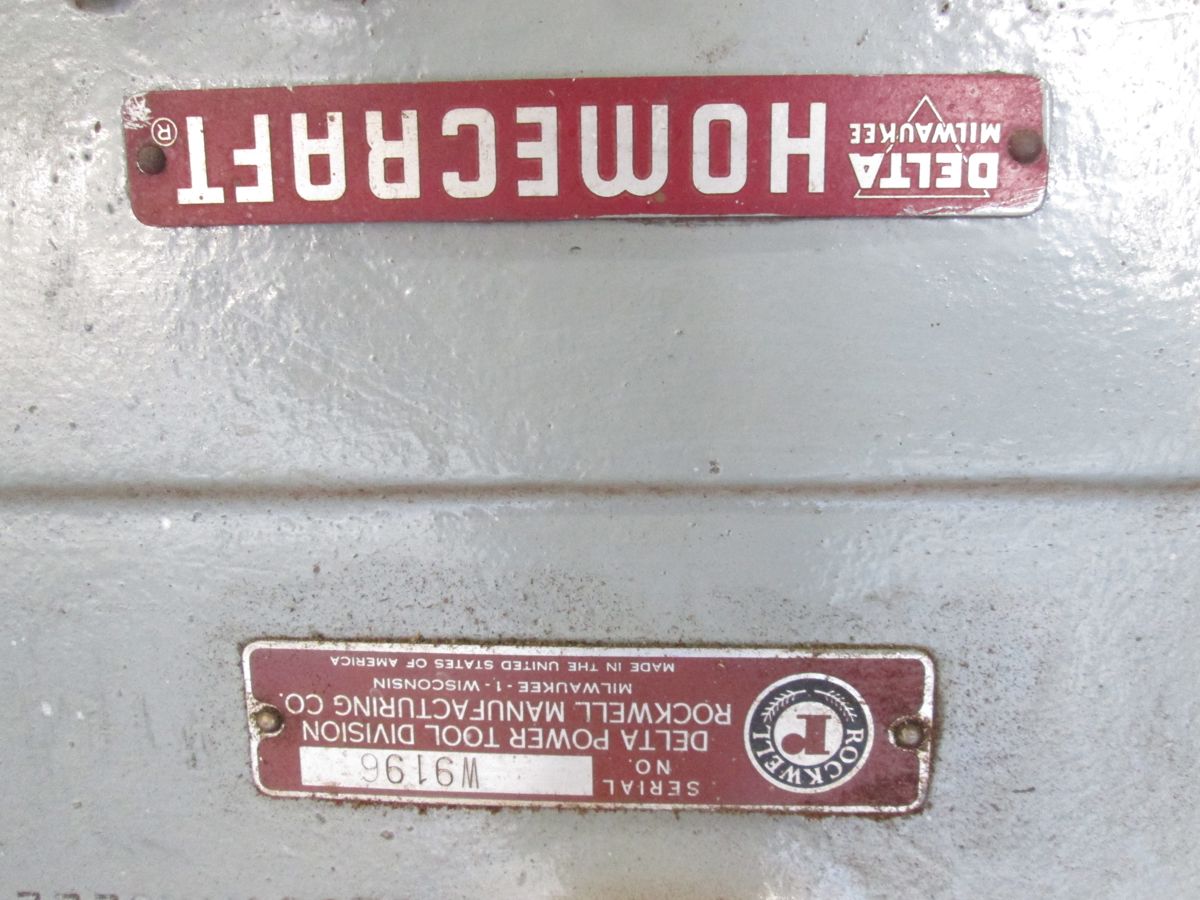 DELTA
MILWAUKEE
HOMECRAFT®
ROCKWELL
R
SERIAL
NO.
W9196
DELTA POWER TOOL DIVISION
ROCKWELL MANUFACTURING CO.
MILWAUKEE - 1 - WISCONSIN
MADE IN THE UNITED STATES OF AMERICA